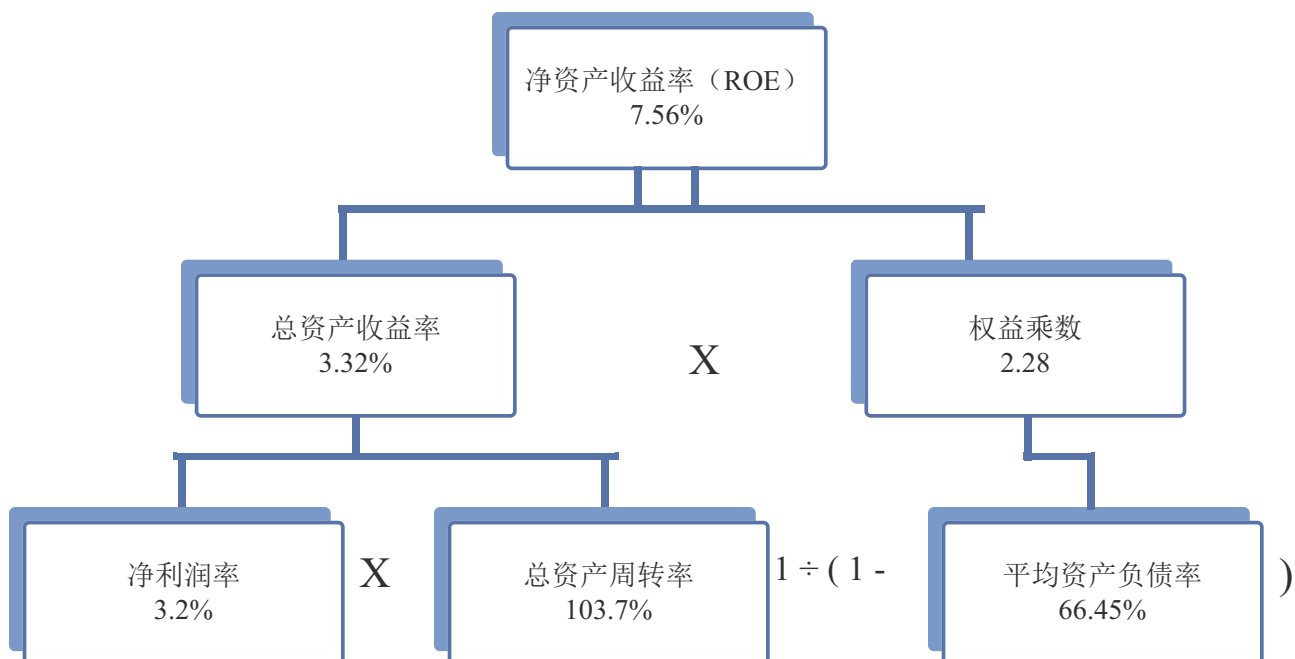 净资产收益率（ROE）
7.56%
总资产收益率
3.32%
X
权益乘数
2.28
净利润率
3.2%
X
总资产周转率
103.7%
1 ÷ ( 1 -
平均资产负债率
66.45%
)